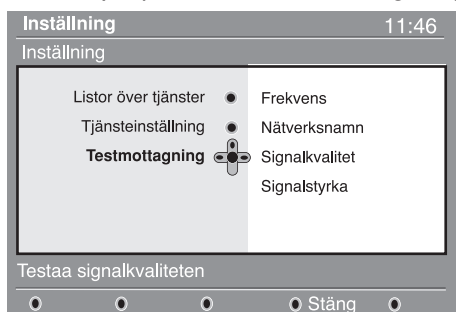 Inställning 11:46
Inställning
Listor över tjänster Frekvens
Tjänsteinställning Nätverksnamn
Testmottagning Signalkvalitet
Signalstyrka
Testaa signalkvaliteten
Stäng